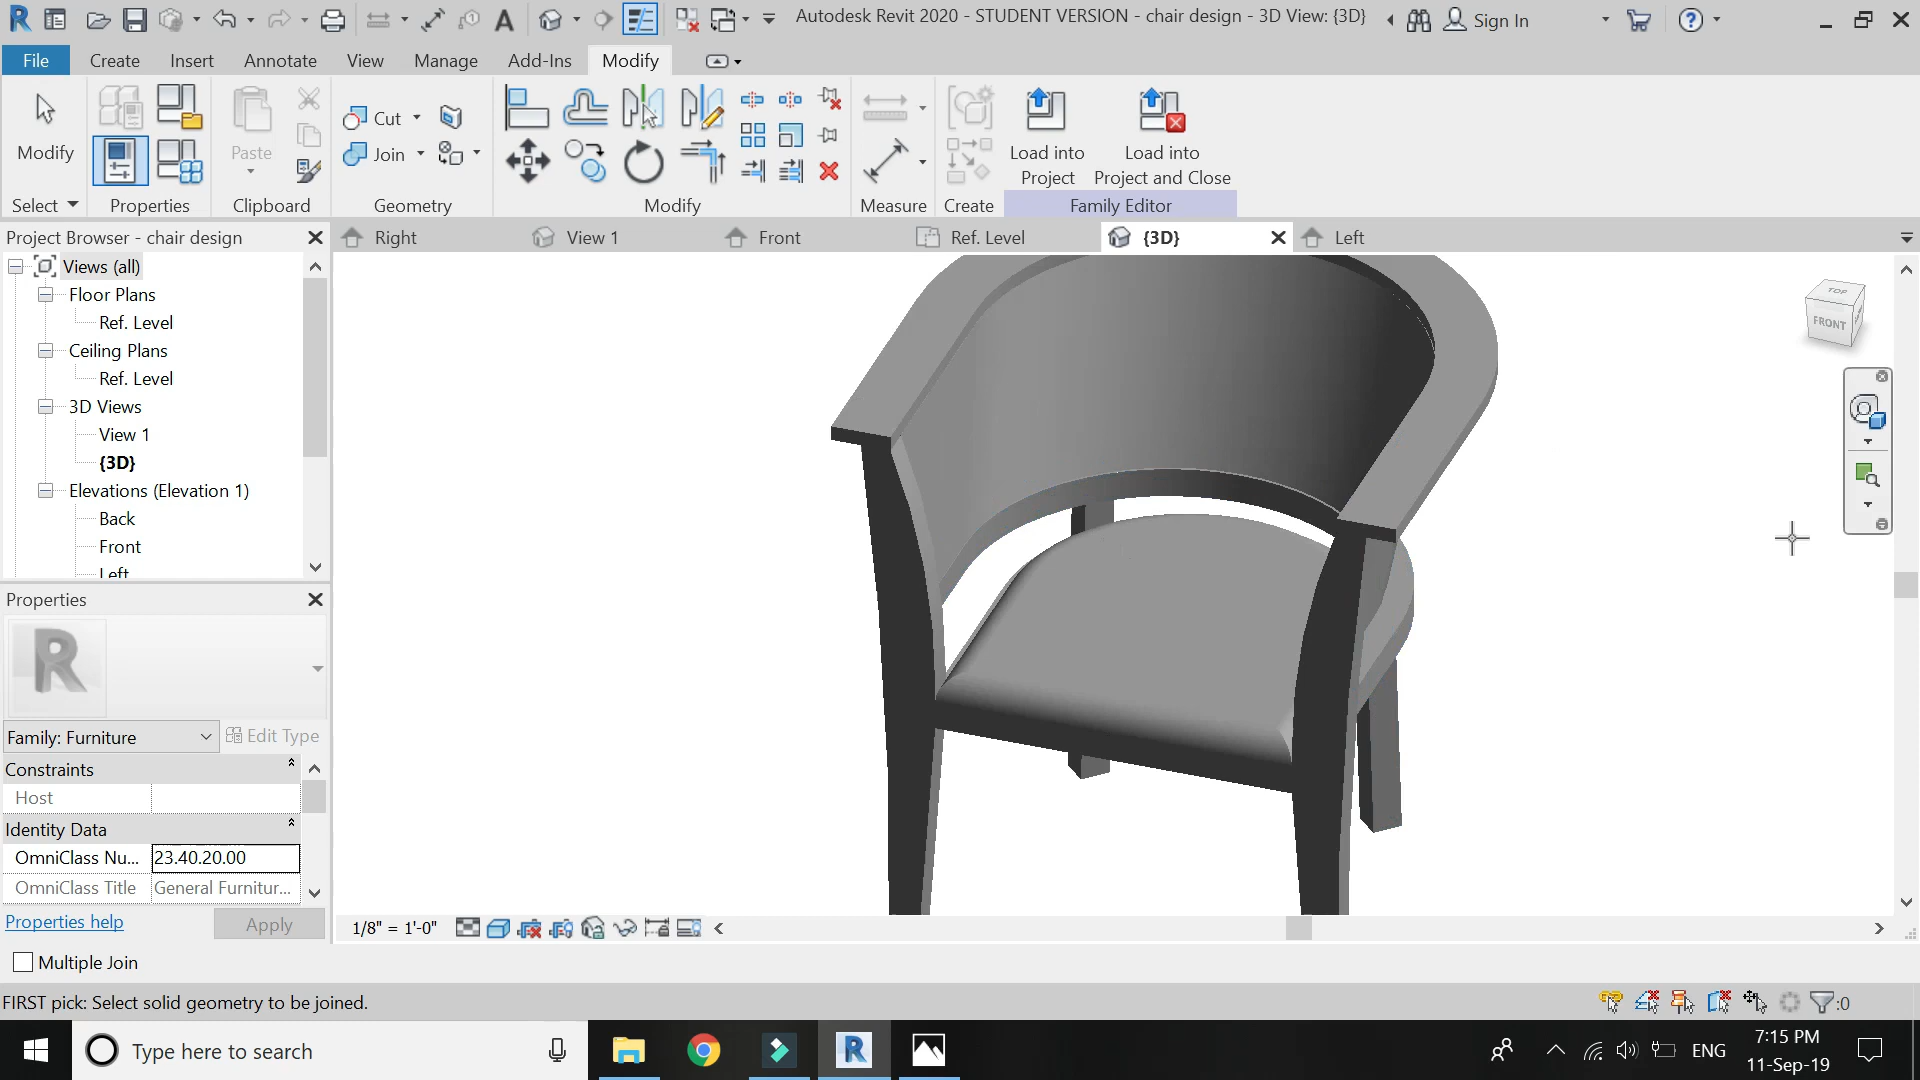 Autodesk Revit 2020 - STUDENT VERSION - chair design - 3D View: {3D}
Sign In
File
Create
Insert
Annotate
View
Manage
Add-Ins
Modify
Modify
Select
Properties
Paste
Clipboard
Cut
Join
Geometry
Modify
Measure
Create
Load into
Project
Load into
Project and Close
Family Editor
Project Browser - chair design
Right
View 1
Front
Ref. Level
{3D}
Left
Views (all)
Floor Plans
Ref. Level
Ceiling Plans
Ref. Level
3D Views
View 1
{3D}
Elevations (Elevation 1)
Back
Front
Left
TOP
FRONT
Properties
R
Family: Furniture
Edit Type
Constraints
Host
Identity Data
OmniClass Nu...
23.40.20.00
OmniClass Title
General Furnitur...
Properties help
Apply
1/8" = 1'-0"
Multiple Join
FIRST pick: Select solid geometry to be joined.
:0
Type here to search
ENG
7:15 PM
11-Sep-19